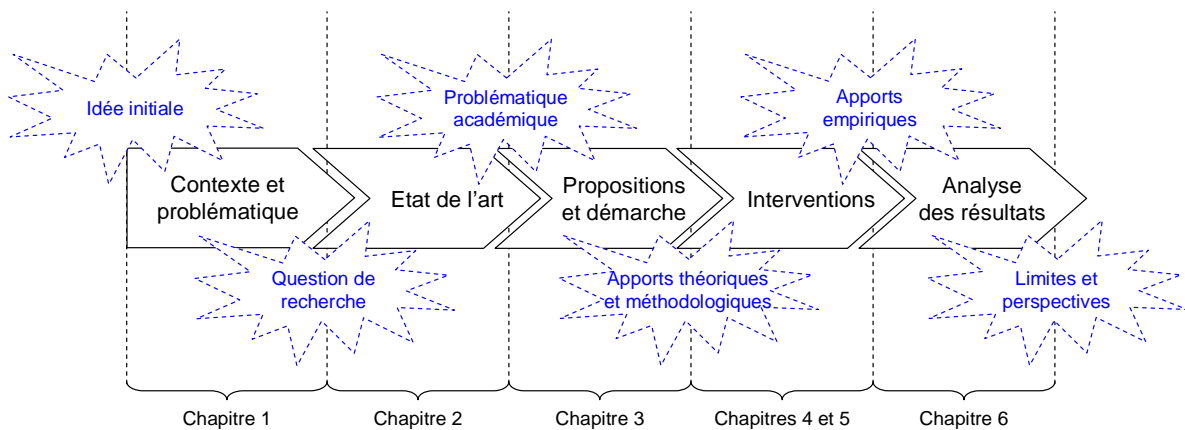 Idée initiale
Problématique
académique
Apports
empiriques
Contexte et
problématique
Etat de l'art
Propositions
et démarche
Interventions
Analyse
des résultats
Question de
recherche
Apports théoriques
et méthodologiques
Limites et
perspectives
Chapitre 1
Chapitre 2
Chapitre 3
Chapitres 4 et 5
Chapitre 6